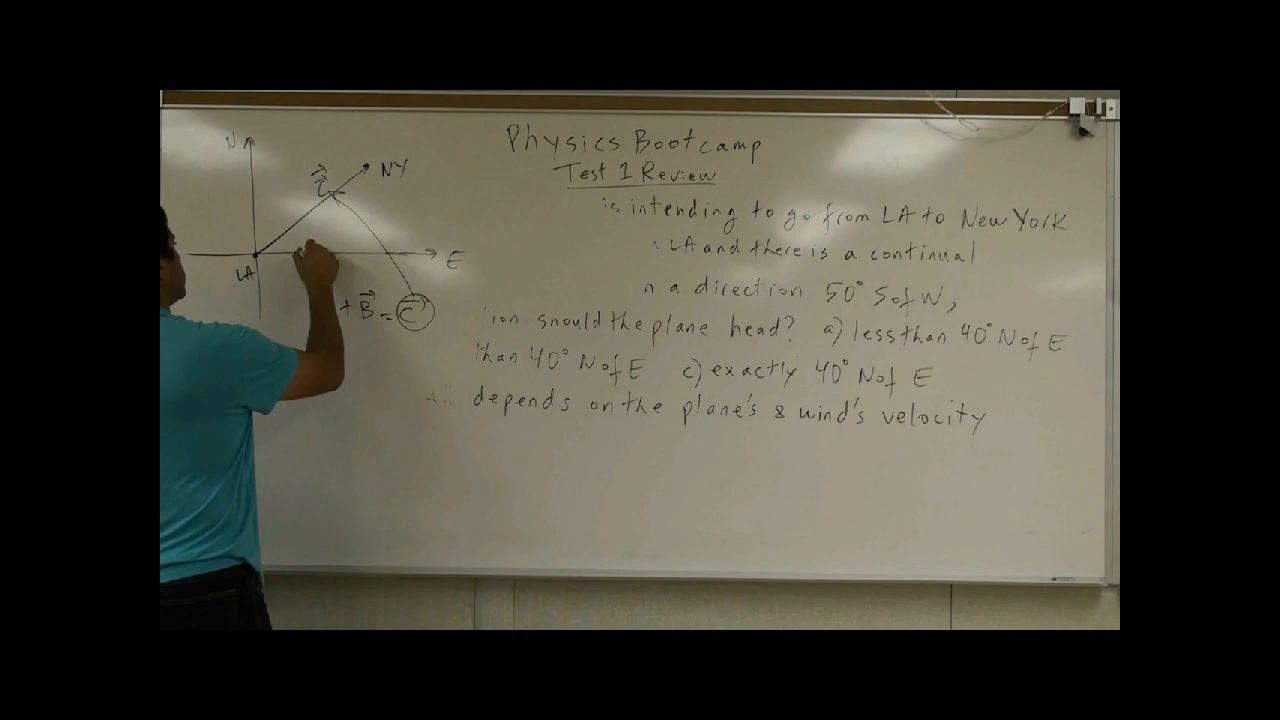 Physics Bootcamp
Test 1 Review
N
C
NY
is intending to go from LA to New York
LA and there is a continual
E
LA
n a direction 50° S of W,
+ B = C
ion should the plane head? a) less than 40° N of E
than 40° N of E c) exactly 40° N of E
depends on the plane's & wind's velocity